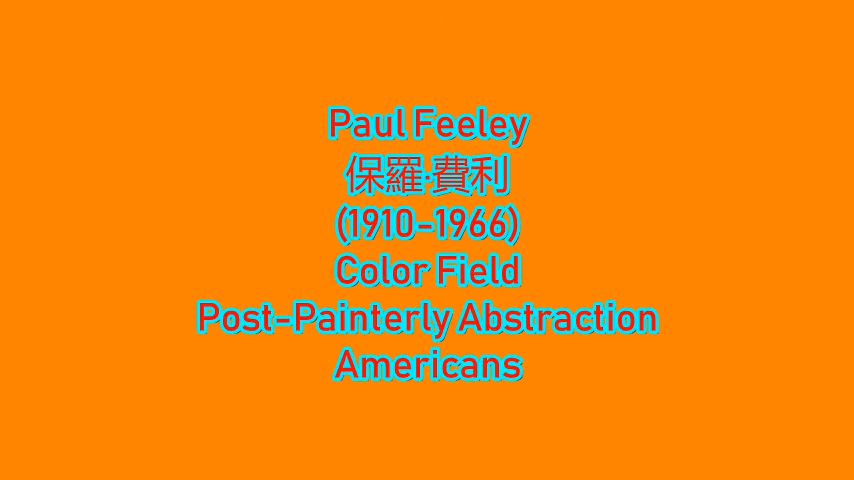 Paul Feeley
保羅·費利
(1910-1966)
Color Field
Post-Painterly Abstraction
Americans